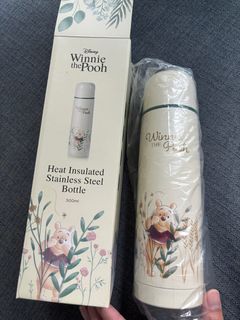 Disney
Winnie
the Pooh
Heat Insulated
Stainless Steel
Bottle
500ml
Winnie
THE Pooh